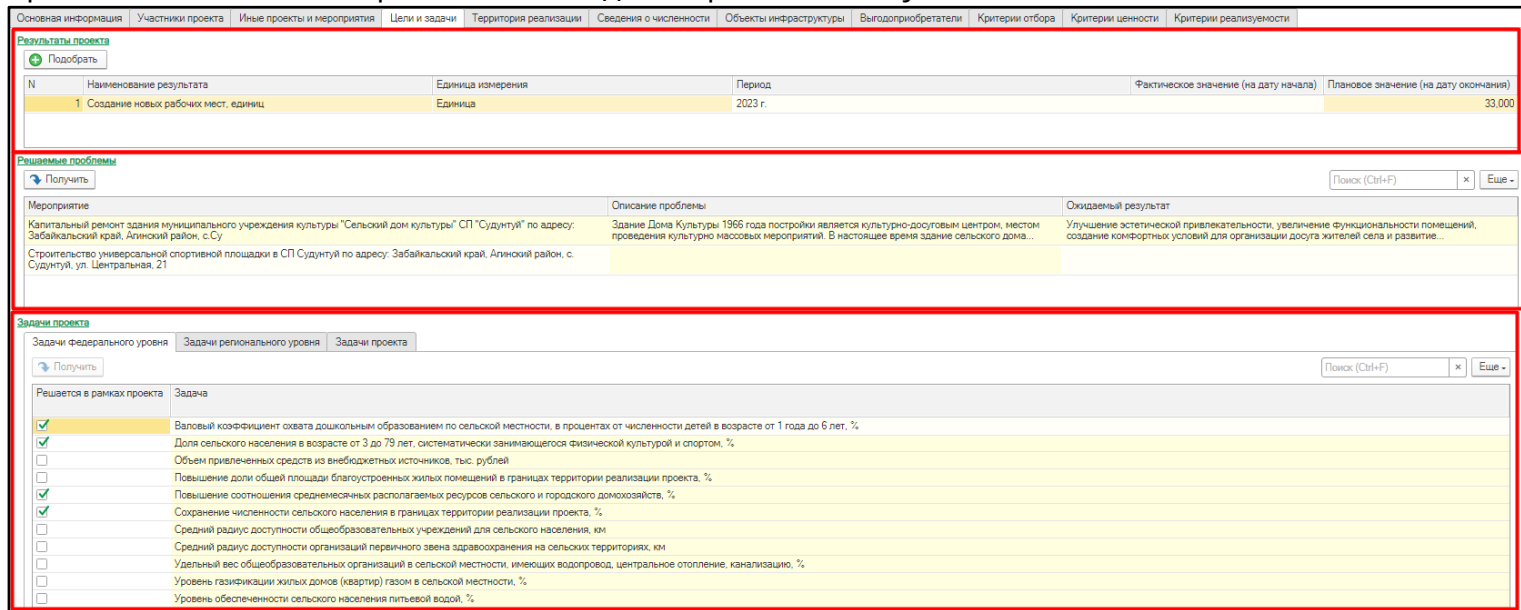 Основная информация Участники проекта Иные проекты и мероприятия Цели и задачи Территория реализации Сведения о численности Объекты инфраструктуры Выгодоприобретатели Критерии отбора Критерии ценности Критерии реализуемости
Результаты проекта
Подобрать
N Наименование результата Единица измерения Период Фактическое значение (на дату начала) Плановое значение (на дату окончания)
1 Создание новых рабочих мест, единиц Единица 2023 г. 33,000
Решаемые проблемы
Получить Поиск (Ctrl+F) × Еще
Мероприятие Описание проблемы Ожидаемый результат
Капитальный ремонт здания муниципального учреждения культуры "Сельский дом культуры" СП "Судунтуй" по адресу: Здание Дома Культуры 1966 года постройки является культурно-досуговым центром, местом Улучшение эстетической привлекательности, увеличение функциональности помещений,
Забайкальский край, Агинский район, с.Су проведения культурно массовых мероприятий. В настоящее время здание сельского дома... создание комфортных условий для организации досуга жителей села и развитие...
Строительство универсальной спортивной площадки в СП Судунтуй по адресу: Забайкальский край, Агинский район, с.
Судунтуй, ул. Центральная, 21
Задачи проекта
Задачи федерального уровня Задачи регионального уровня Задачи проекта
Получить Поиск (Ctrl+F) × Еще
Решается в рамках проекта Задача
Валовый коэффициент охвата дошкольным образованием по сельской местности, в процентах от численности детей в возрасте от 1 года до 6 лет, %
Доля сельского населения в возрасте от 3 до 79 лет, систематически занимающегося физической культурой и спортом, %
Объем привлеченных средств из внебюджетных источников, тыс. рублей
Повышение доли общей площади благоустроенных жилых помещений в границах территории реализации проекта, %
Повышение соотношения среднемесячных располагаемых ресурсов сельского и городского домохозяйств, %
Сохранение численности сельского населения в границах территории реализации проекта, %
Средний радиус доступности общеобразовательных учреждений для сельского населения, км
Средний радиус доступности организаций первичного звена здравоохранения на сельских территориях, км
Удельный вес общеобразовательных организаций в сельской местности, имеющих водопровод, центральное отопление, канализацию, %
Уровень газификации жилых домов (квартир) газом в сельской местности, %
Уровень обеспеченности сельского населения питьевой водой, %